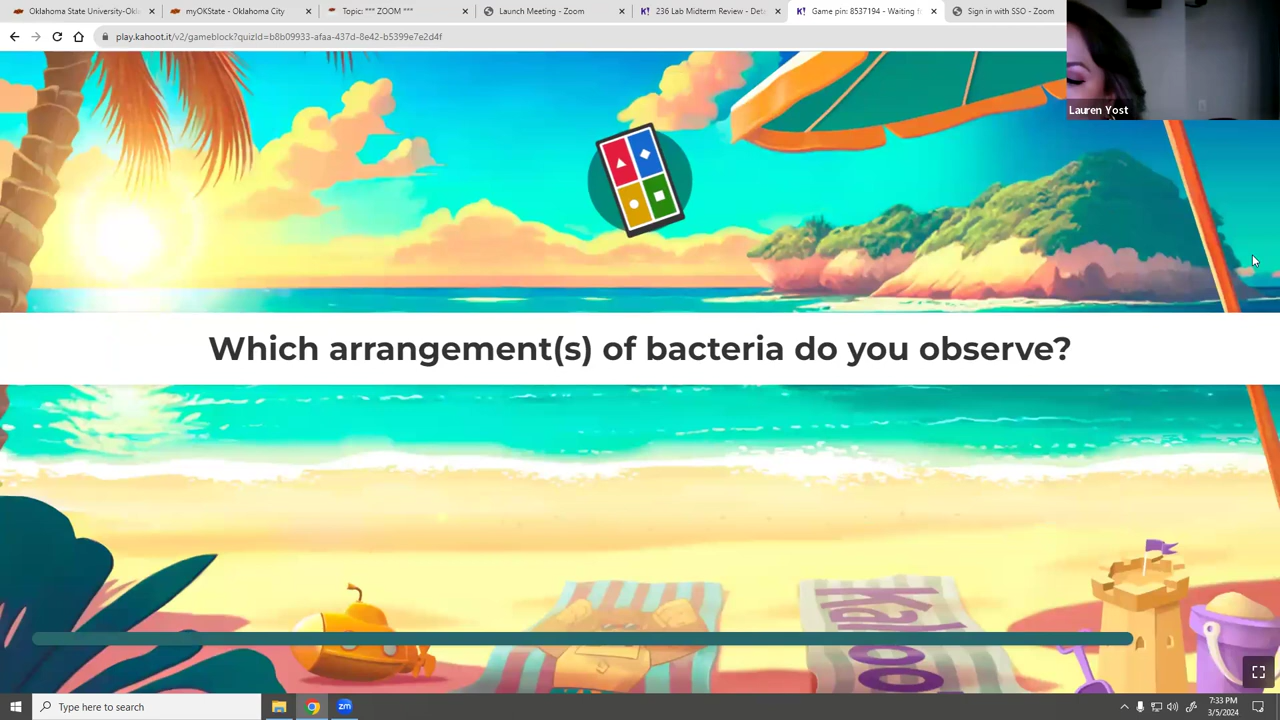 Oklahoma State University-Okl
myOKState - Oklahoma City
Topic: *** ZOOM ***
Launch Meeting - Zoom
K! 236 Lab Midterm Review - Det
K! Game pin: 8537194 - Waiting f
Sign in with SSO - Zoom
play.kahoot.it/v2/gameblock?quizId=b8b09933-afaa-437d-8e42-b5399e7e2d4f
Lauren Yost
Which arrangement(s) of bacteria do you observe?
Kahoo
Type here to search
zm
7:33 PM
3/5/2024